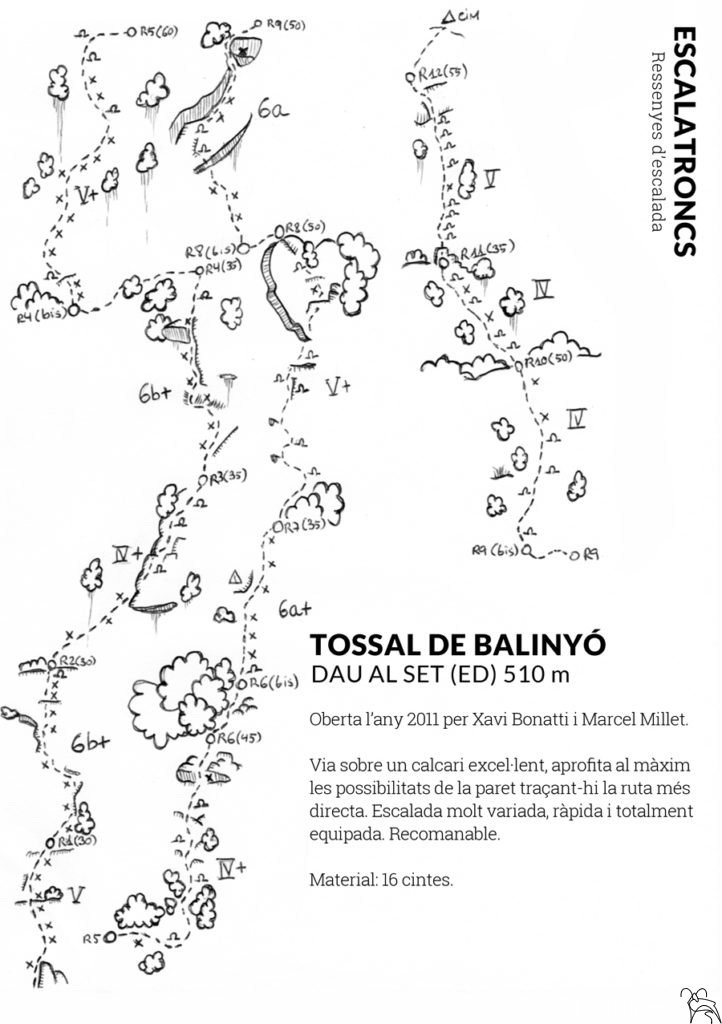 ESCALATRONCS
Ressenyes d'escalada
CIM
R12(55)
V
R11(35)
IV
R10(50)
IV
R9(bis)
R9
R9(50)
6a
R8(bis)
R8(50)
V+
R7(35)
6a+
R6(bis)
R6(45)
IV+
R5
R5(60)
V+
R4(bis)
R4(35)
6b+
R3(35)
IV+
R2(30)
6b+
R1(30)
V
TOSSAL DE BALINYÓ
DAU AL SET (ED) 510 m
Oberta l'any 2011 per Xavi Bonatti i Marcel Millet.
Via sobre un calcari excel·lent, aprofita al màxim
les possibilitats de la paret traçant-hi la ruta més
directa. Escalada molt variada, ràpida i totalment
equipada. Recomanable.
Material: 16 cintes.